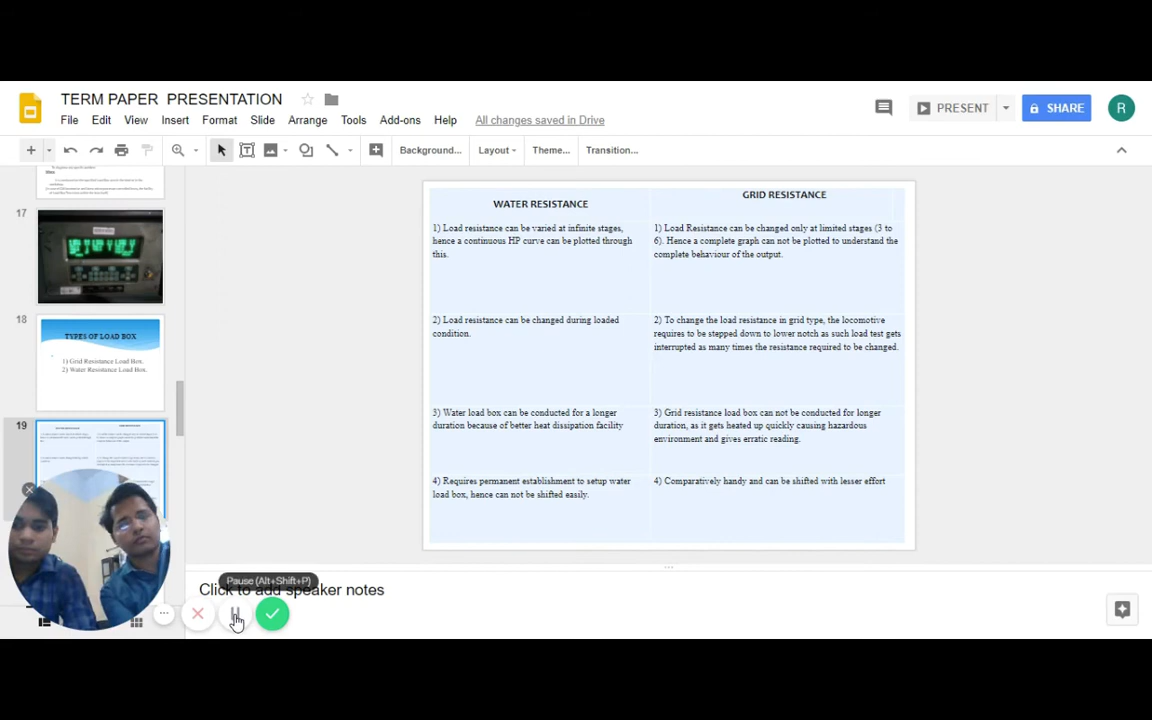 TERM PAPER PRESENTATION
File Edit View Insert Format Slide Arrange Tools Add-ons Help All changes saved in Drive
PRESENT
SHARE
R
Background...
Layout
Theme...
Transition...
17
18
TYPES OF LOAD BOX
1) Grid Resistance Load Box.
2) Water Resistance Load Box.
19
WATER RESISTANCE
1) Load resistance can be varied at infinite stages,
hence a continuous HP curve can be plotted through
this.
2) Load resistance can be changed during loaded
condition.
3) Water load box can be conducted for a longer
duration because of better heat dissipation facility
4) Requires permanent establishment to setup water
load box, hence can not be shifted easily.
GRID RESISTANCE
1) Load Resistance can be changed only at limited stages (3 to
6). Hence a complete graph can not be plotted to understand the
complete behaviour of the output.
2) To change the load resistance in grid type, the locomotive
requires to be stepped down to lower notch as such load test gets
interrupted as many times the resistance required to be changed.
3) Grid resistance load box can not be conducted for longer
duration, as it gets heated up quickly causing hazardous
environment and gives erratic reading.
4) Comparatively handy and can be shifted with lesser effort
Pause (Alt+Shift+P)
Click to add speaker notes